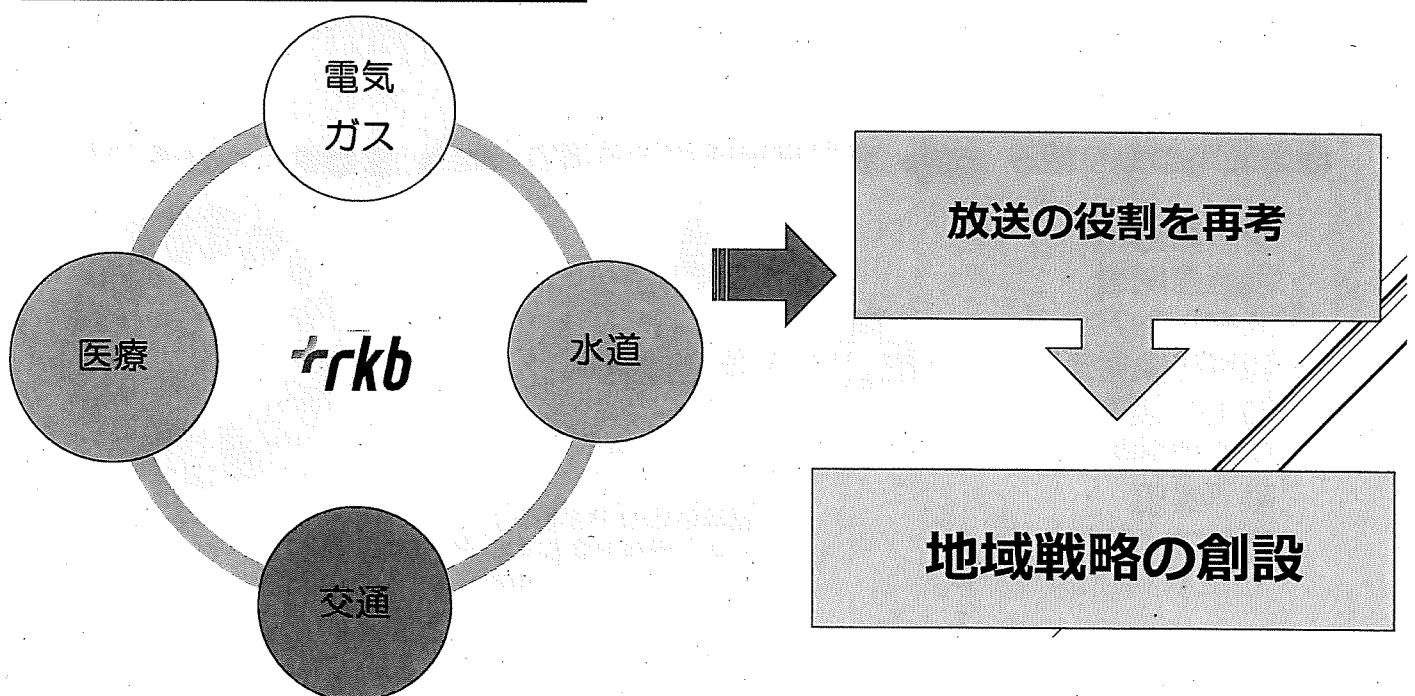 電気
ガス
医療
rkb
水道
交通
放送の役割を再考
地域戦略の創設